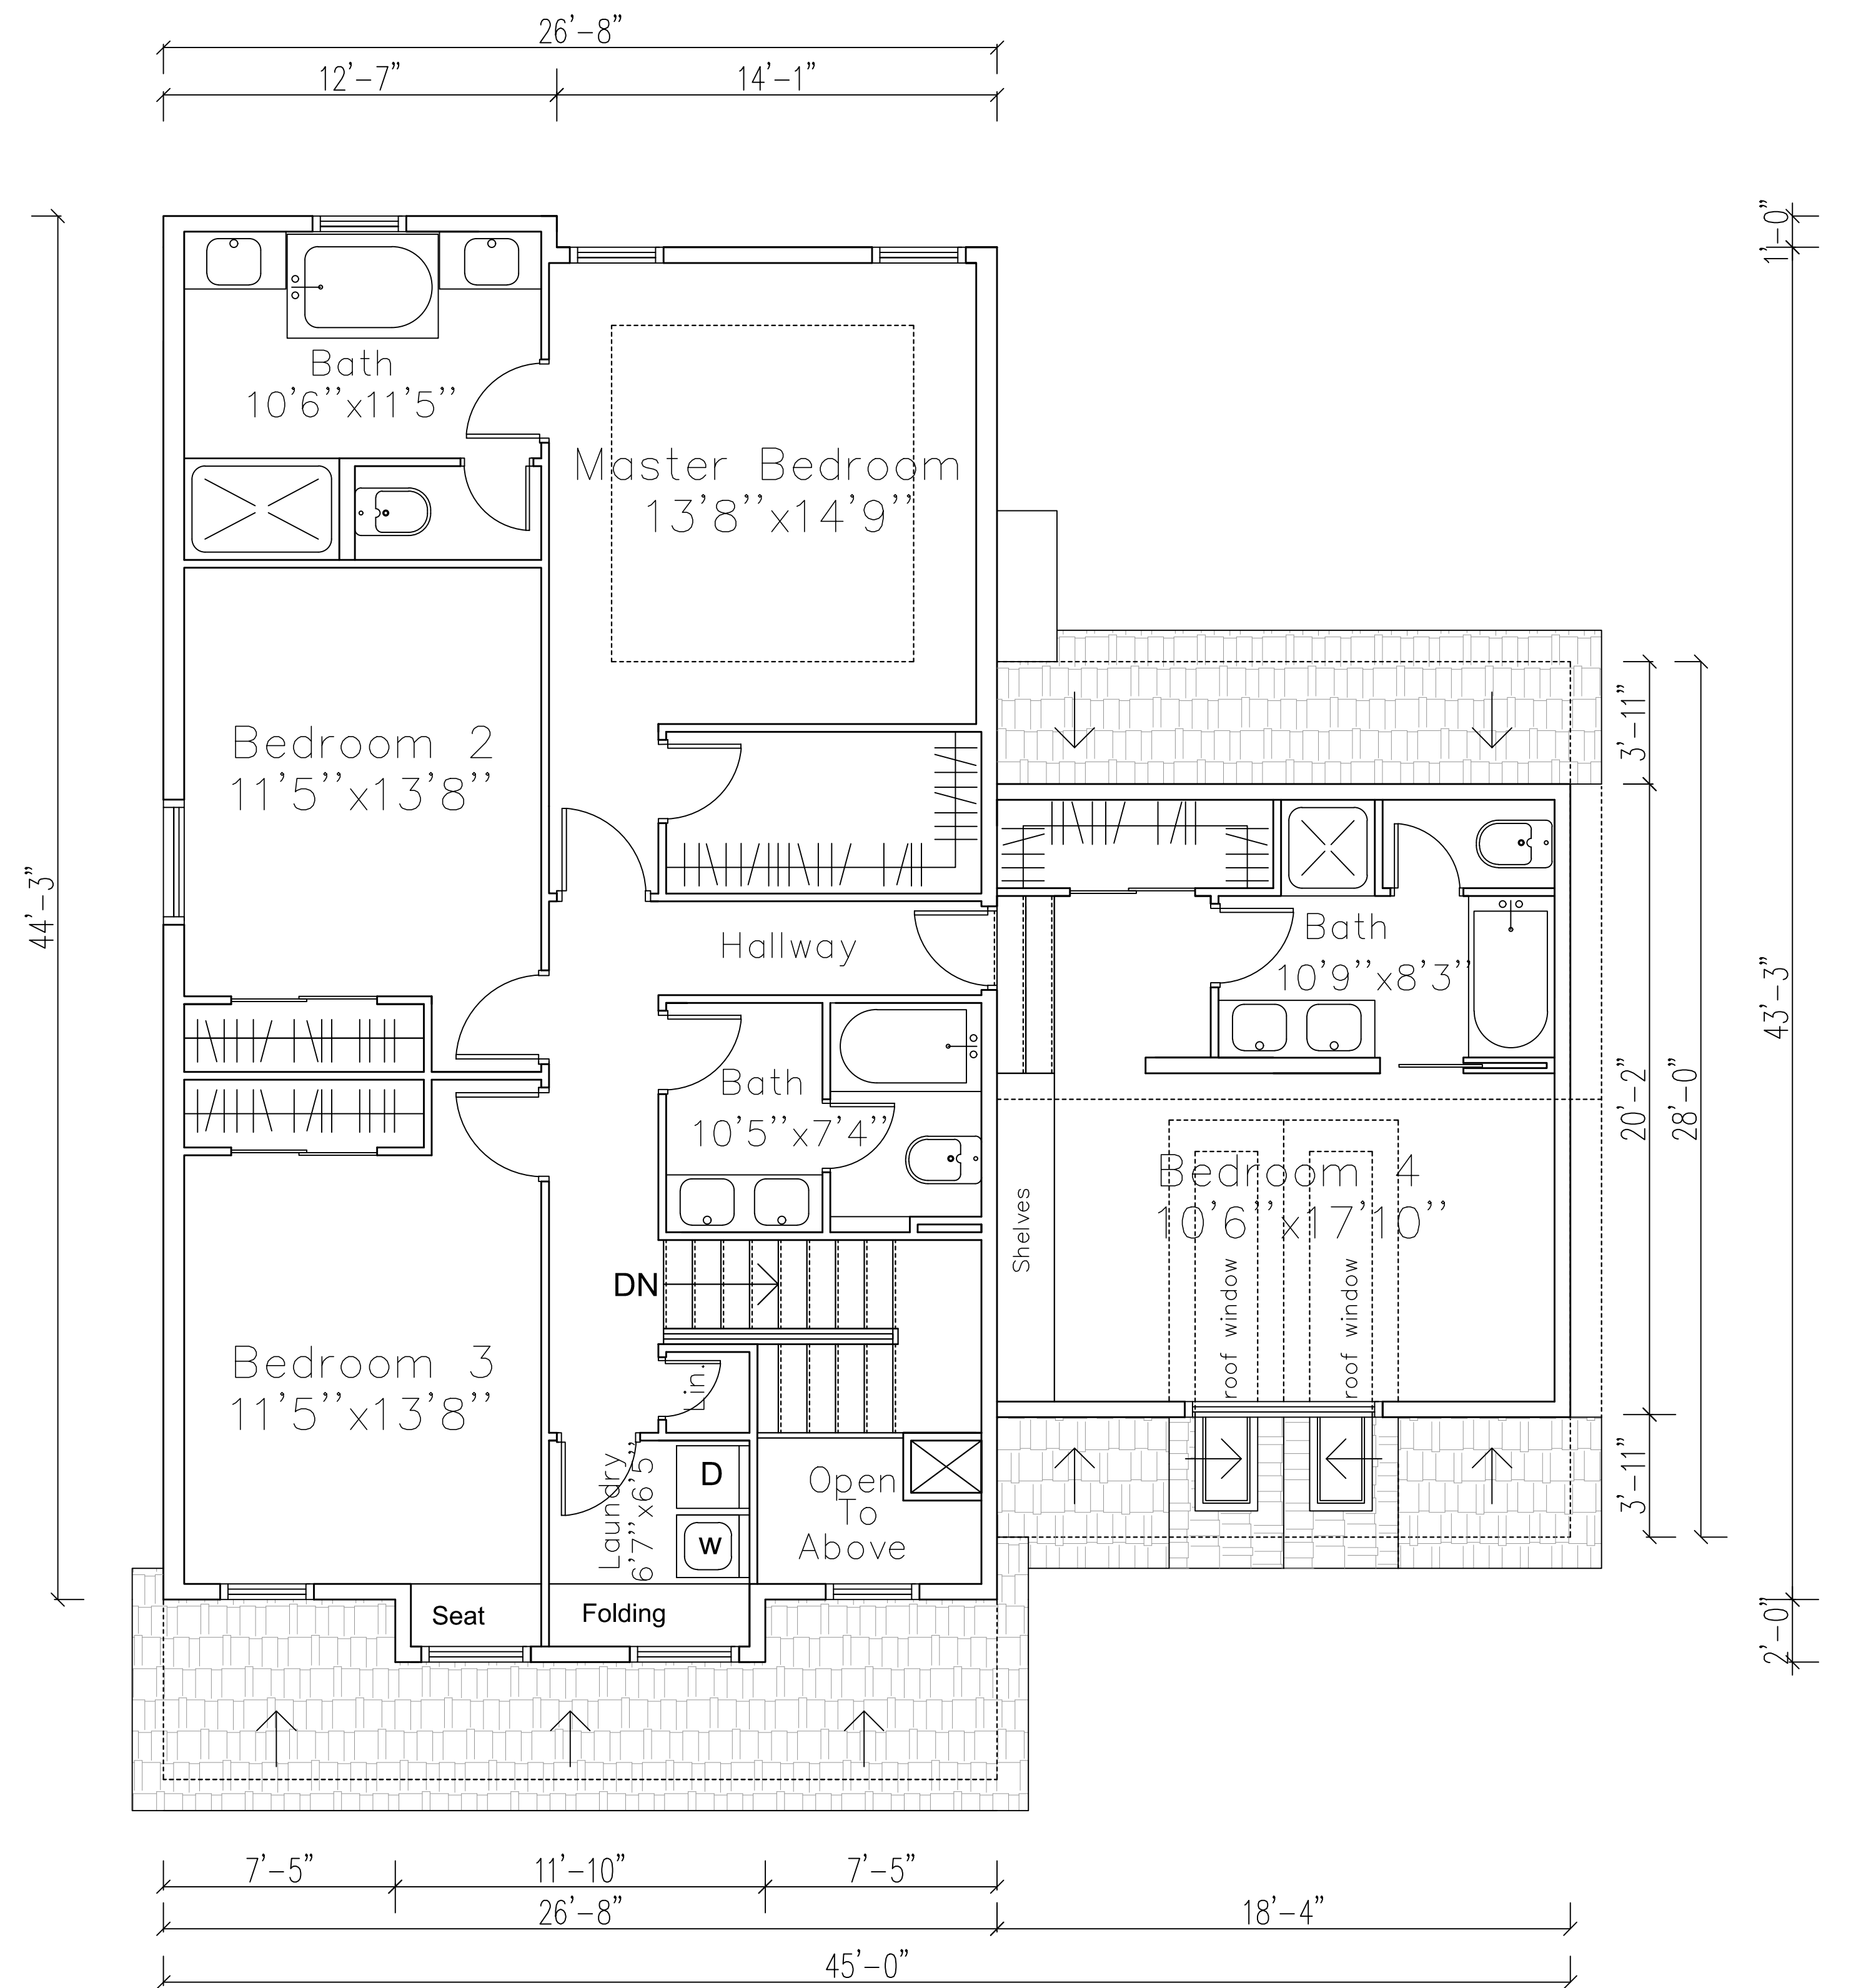 26'-8"
12'-7"
14'-1"
1'-0"
Bath
10'6''x11'5''
Master Bedroom
13'8''x14'9''
Bedroom 2
11'5''x13'8''
3'-11"
44'-3"
Hallway
Bath
10'9''x8'3''
43'-3"
Bath
10'5''x7'4''
20'-2"
28'-0"
Bedroom 4
10'6''x17'10''
Shelves
DN
roof window
roof window
Bedroom 3
11'5''x13'8''
Lin.
Laundry
6'7''x6'5''
D
W
Open
To
Above
3'-11"
Seat
Folding
2'-0"
7'-5"
11'-10"
7'-5"
26'-8"
18'-4"
45'-0"